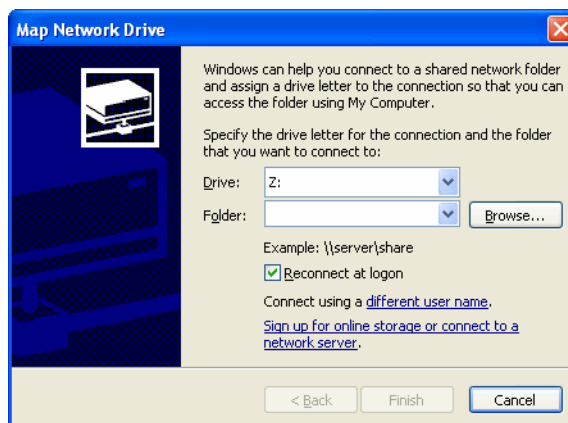 Map Network Drive
Windows can help you connect to a shared network folder
and assign a drive letter to the connection so that you can
access the folder using My Computer.
Specify the drive letter for the connection and the folder
that you want to connect to:
Drive: Z:
Folder: Browse...
Example: \\server\share
Reconnect at logon
Connect using a different user name.
Sign up for online storage or connect to a
network server.
< Back Finish Cancel